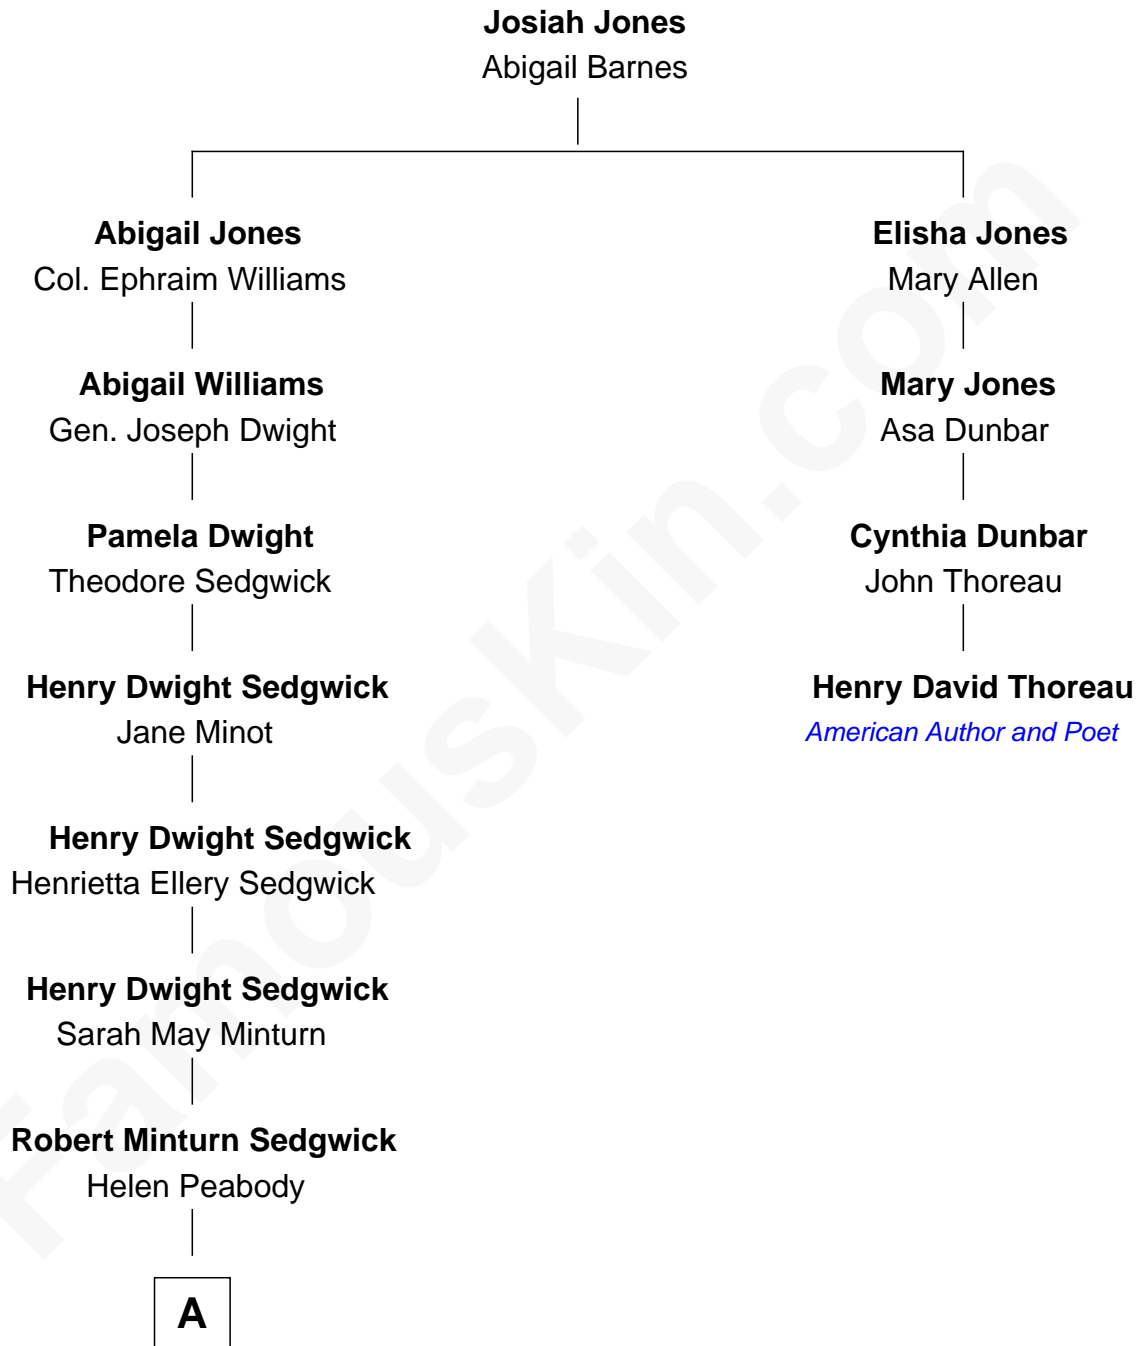 Josiah Jones
Abigail Barnes
Abigail Jones
Col. Ephraim Williams
Elisha Jones
Mary Allen
Abigail Williams
Gen. Joseph Dwight
Mary Jones
Asa Dunbar
Pamela Dwight
Theodore Sedgwick
Cynthia Dunbar
John Thoreau
Henry Dwight Sedgwick
Jane Minot
Henry David Thoreau
American Author and Poet
Henry Dwight Sedgwick
Henrietta Ellery Sedgwick
Henry Dwight Sedgwick
Sarah May Minturn
Robert Minturn Sedgwick
Helen Peabody
A
FamousKin.com